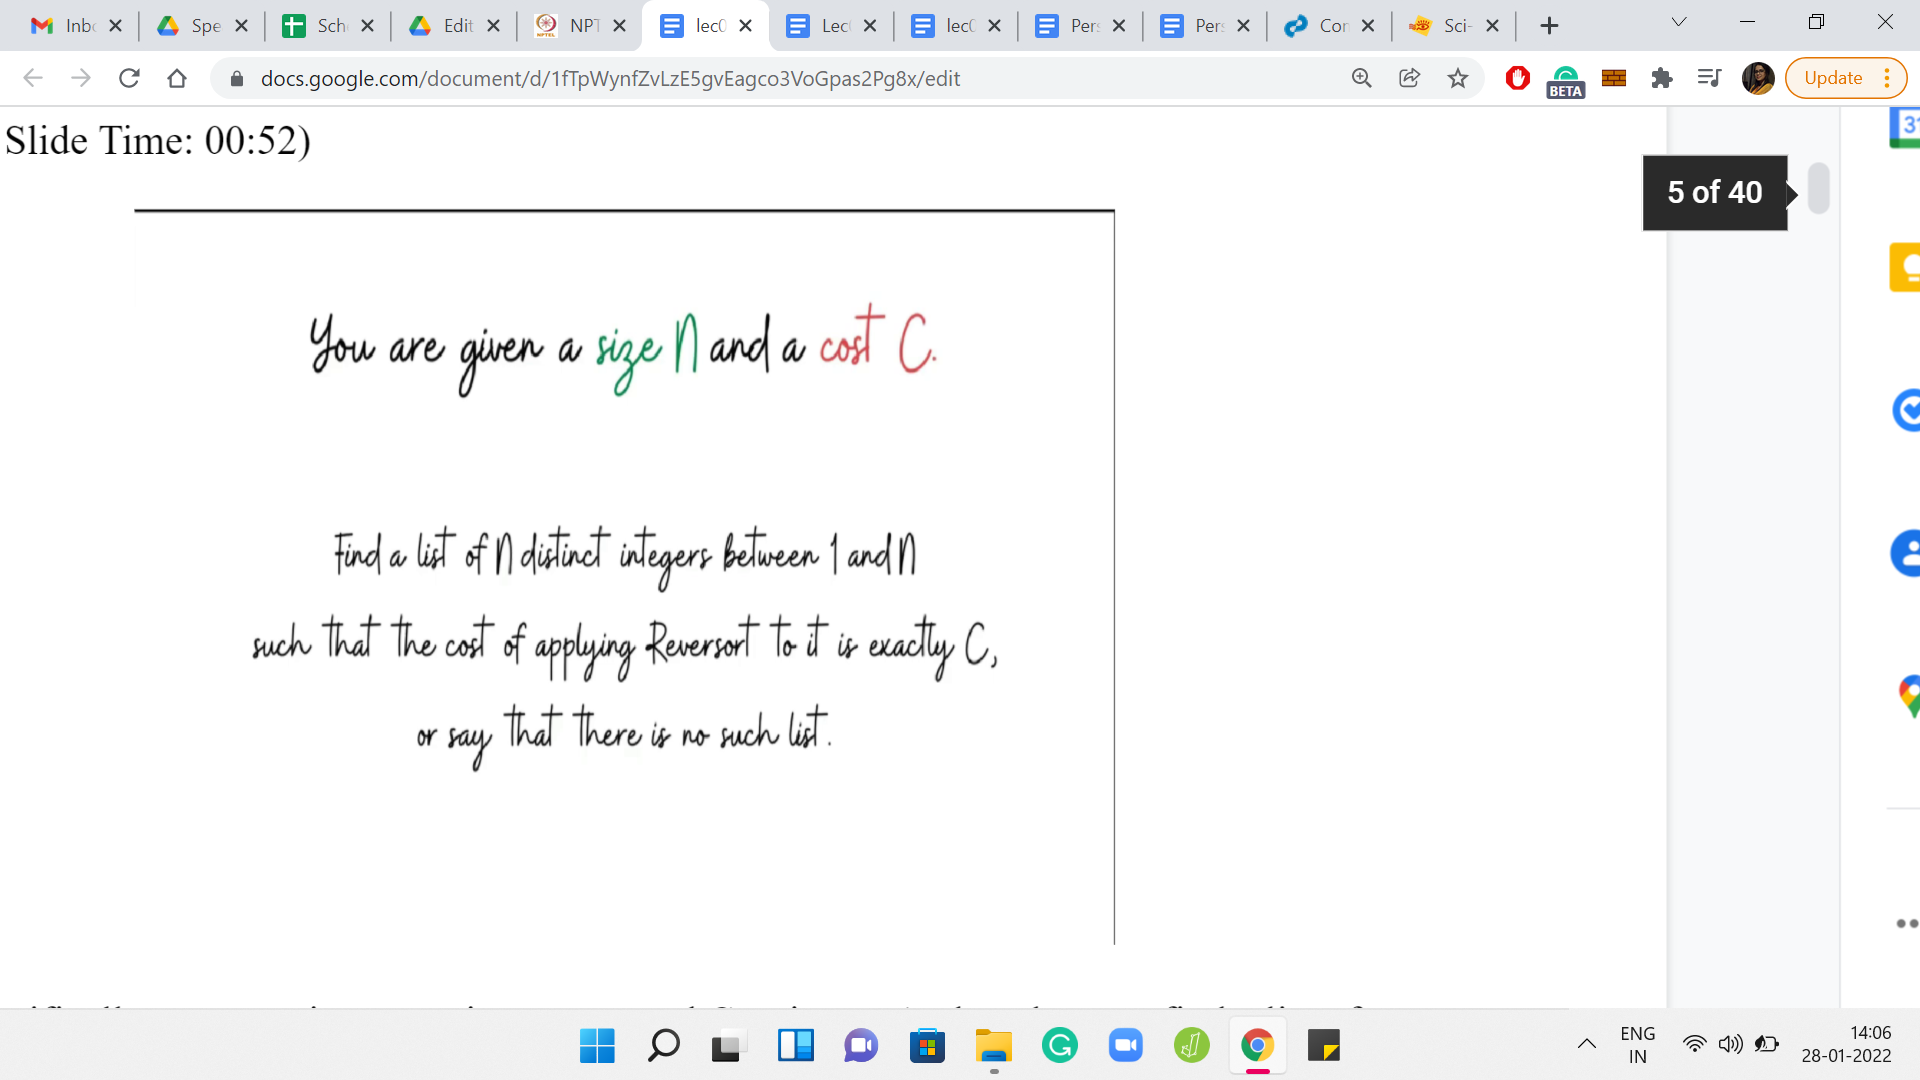 Inbo
Spe
Sch
Edit
NPT
lec0
Lec
lec0
Pers
Pers
Con
Sci-
docs.google.com/document/d/1fTpWynfZvLzE5gvEagco3VoGpas2Pg8x/edit
BETA
Update
Slide Time: 00:52)
31
5 of 40
You are given a size N and a cost C.
Find a list of N distinct integers between 1 and N
such that the cost of applying Reversort to it is exactly C,
or say that there is no such list.
ENG
IN
14:06
28-01-2022